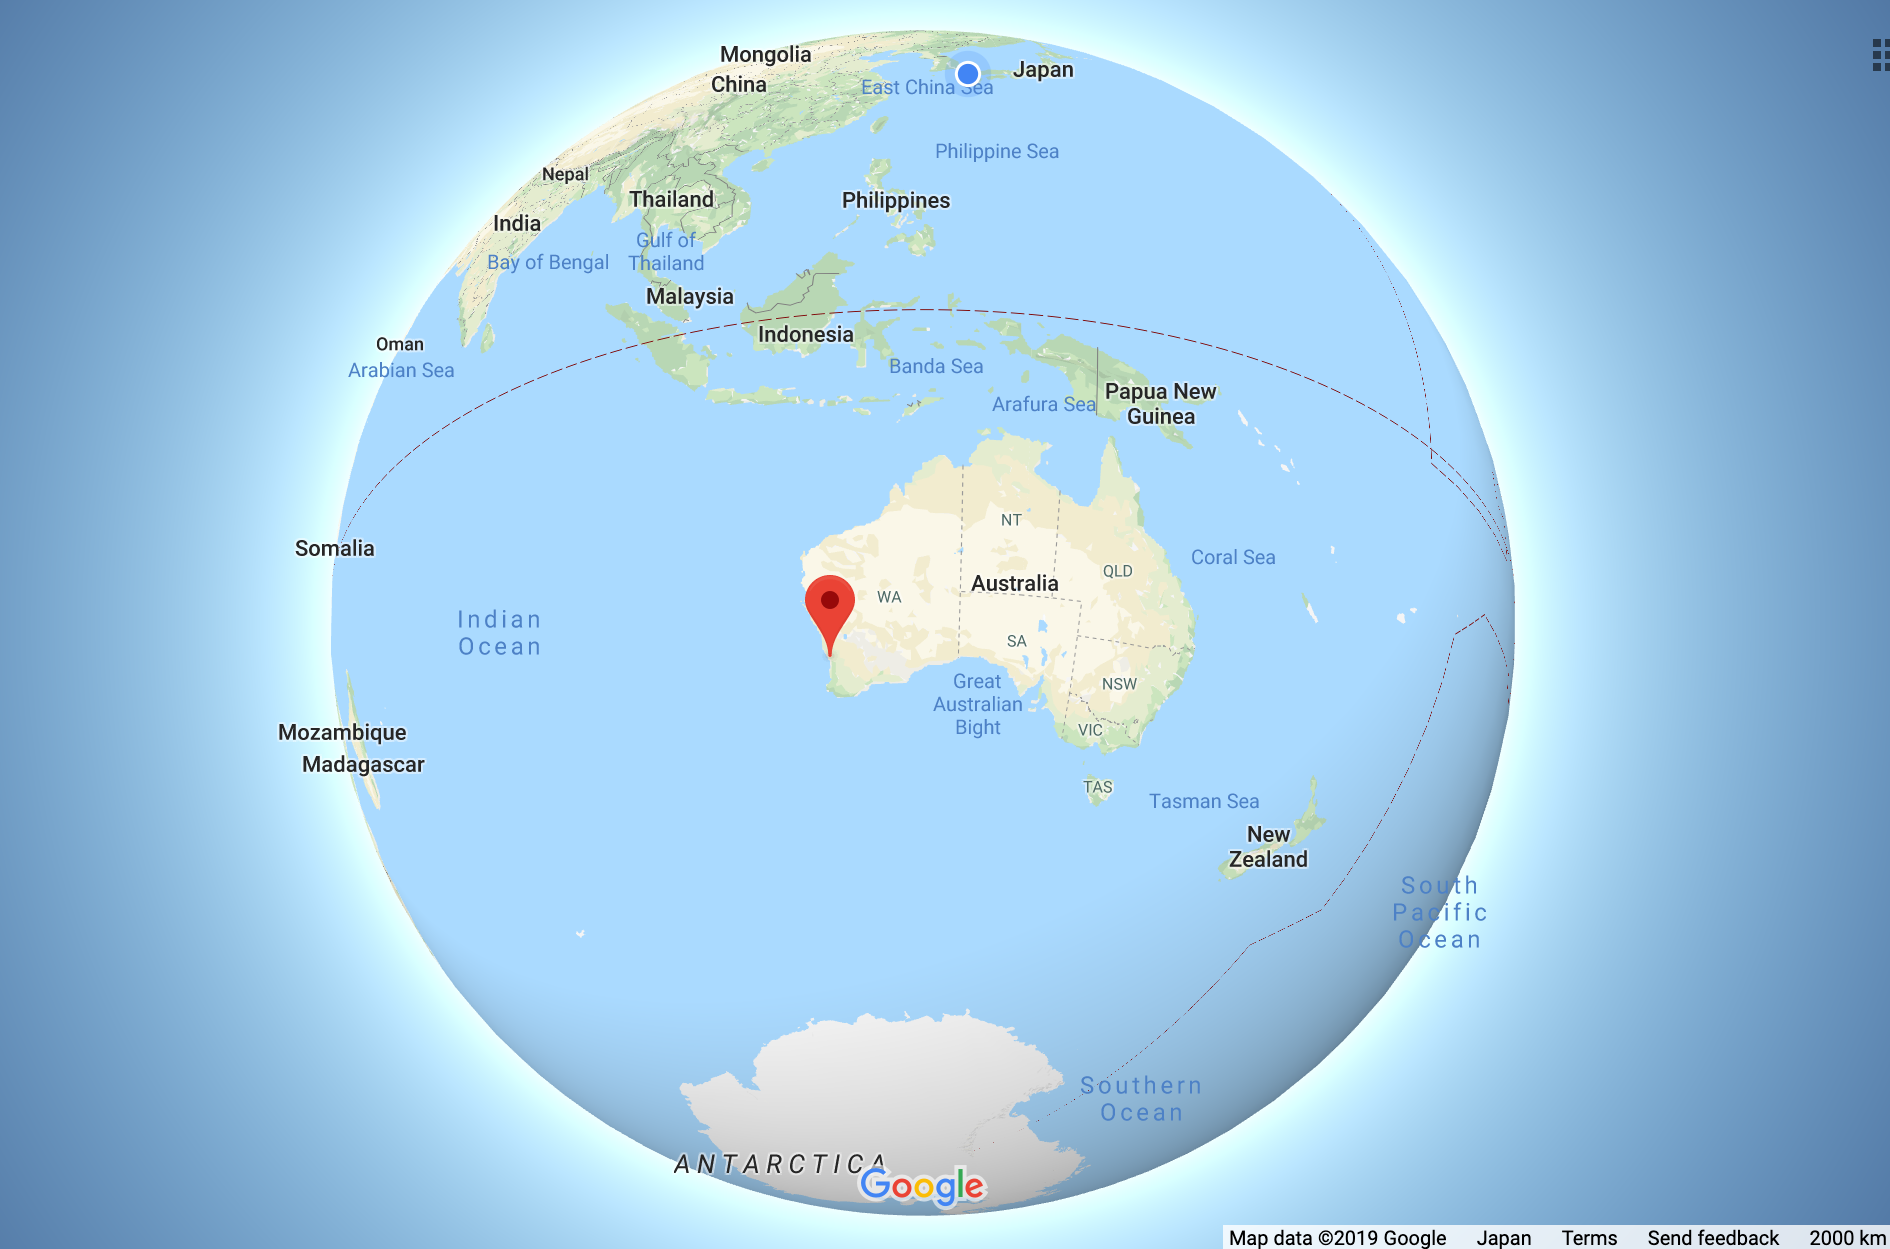 Mongolia
China
Japan
East China Sea
Philippine Sea
Nepal
Thailand
Philippines
India
Gulf of
Thailand
Bay of Bengal
Malaysia
Indonesia
Oman
Arabian Sea
Banda Sea
Papua New
Guinea
Arafura Sea
NT
Somalia
Coral Sea
QLD
Australia
WA
Indian
Ocean
SA
Great
Australian
Bight
NSW
VIC
Mozambique
Madagascar
TAS
Tasman Sea
New
Zealand
South
Pacific
Ocean
Southern
Ocean
ANTARCTICA
Google
Map data ©2019 Google Japan Terms Send feedback 2000 km